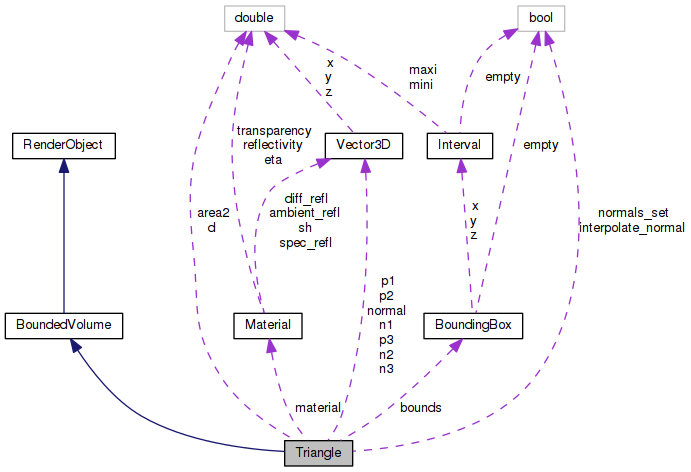 double
bool
x
y
z
maxi
mini
empty
transparency
reflectivity
eta
RenderObject
Vector3D
Interval
empty
diff_refl
ambient_refl
sh
spec_refl
area2
d
x
y
z
normals_set
interpolate_normal
p1
p2
normal
n1
p3
n2
n3
BoundedVolume
Material
BoundingBox
material
bounds
Triangle